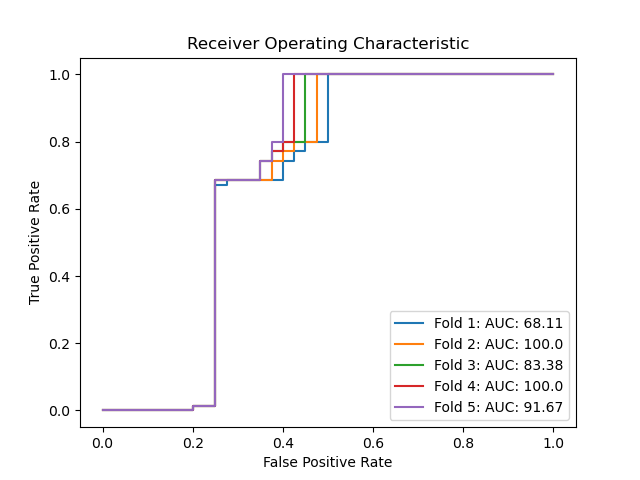 Receiver Operating Characteristic
True Positive Rate
1.0
0.8
0.6
0.4
0.2
0.0
Fold 1: AUC: 68.11
Fold 2: AUC: 100.0
Fold 3: AUC: 83.38
Fold 4: AUC: 100.0
Fold 5: AUC: 91.67
0.0 0.2 0.4 0.6 0.8 1.0
False Positive Rate